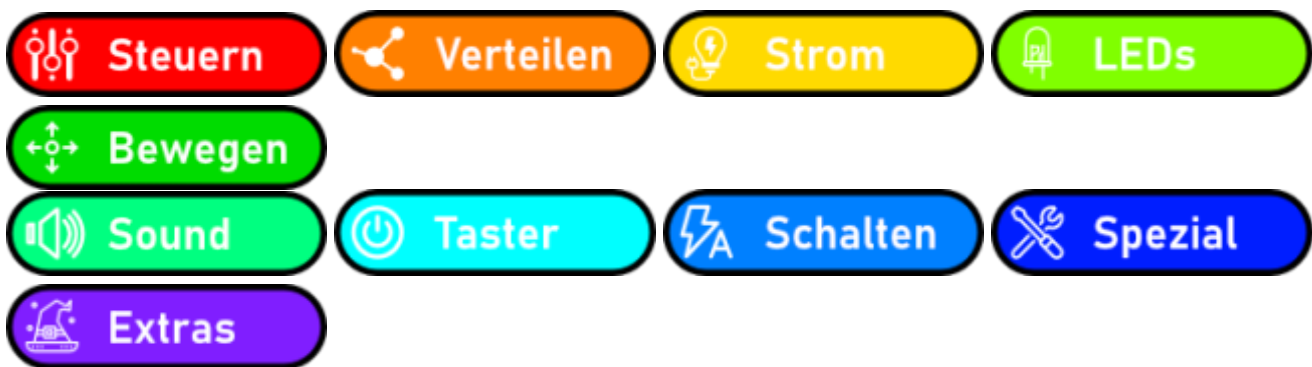 Steuern Verteilen Strom LEDs
Bewegen
Sound Taster Schalten Spezial
Extras